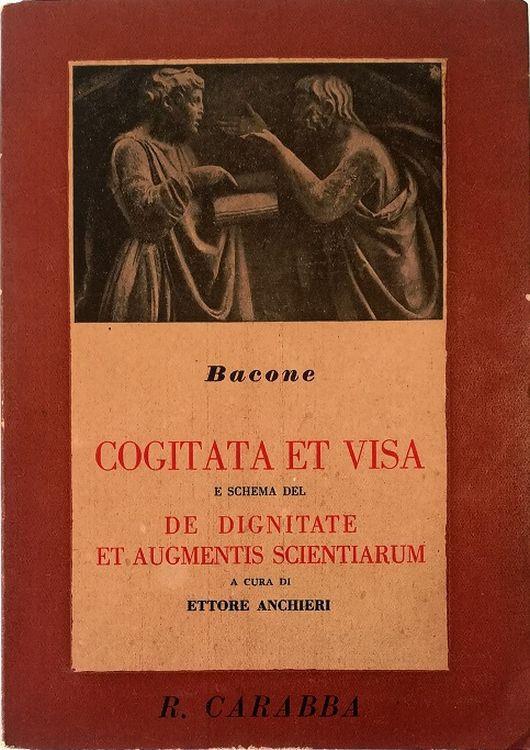 Bacone
COGITATA ET VISA
E SCHEMA DEL
DE DIGNITATE
ET AUGMENTIS SCIENTIARUM
A CURA DI
ETTORE ANCHIERI
R. CARABBA